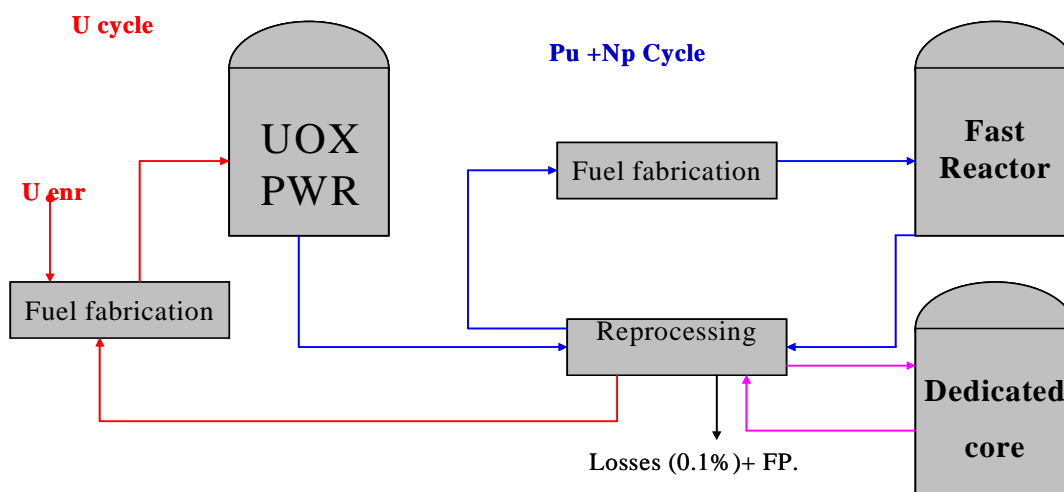 U cycle
Pu +Np Cycle
UOX
PWR
Fast
Reactor
Fuel fabrication
U enr
Fuel fabrication
Reprocessing
Dedicated
core
Losses (0.1%)+ FP.